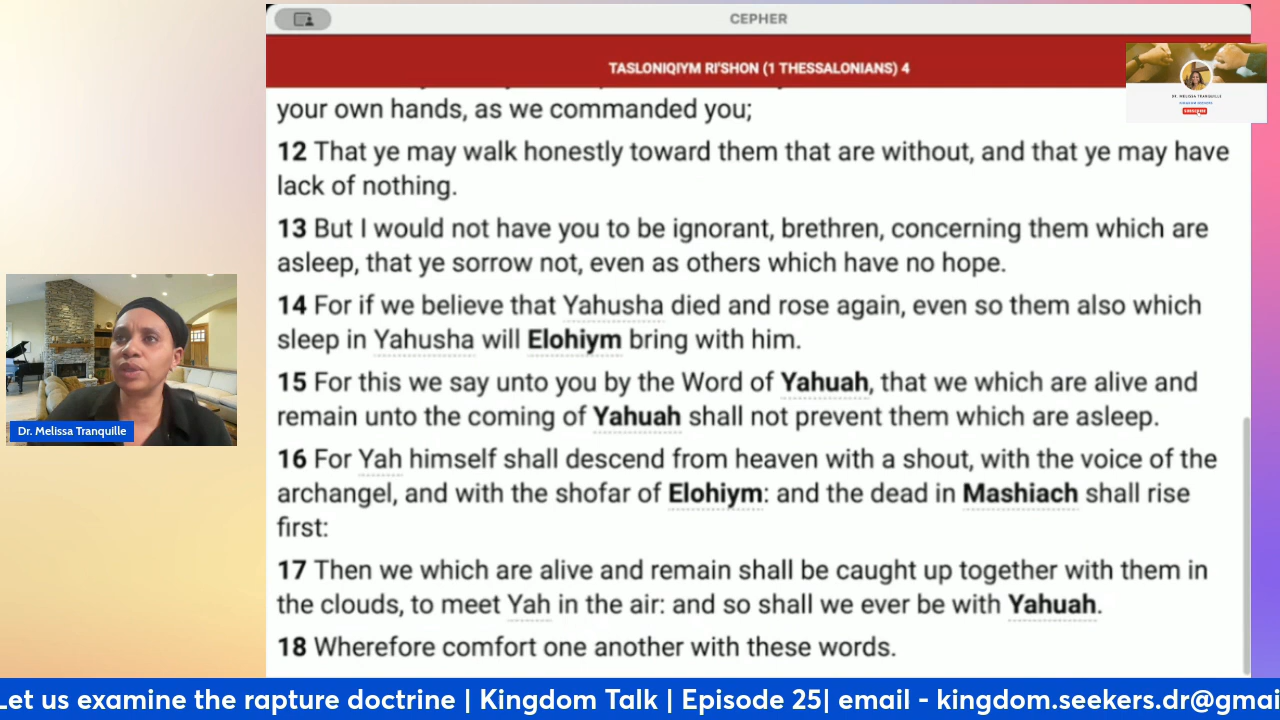 CEPHER
TASLONIQIYM RI'SHON (1 THESSALONIANS) 4
your own hands, as we commanded you;
12 That ye may walk honestly toward them that are without, and that ye may have
lack of nothing.
13 But I would not have you to be ignorant, brethren, concerning them which are
asleep, that ye sorrow not, even as others which have no hope.
14 For if we believe that Yahusha died and rose again, even so them also which
sleep in Yahusha will Elohiym bring with him.
15 For this we say unto you by the Word of Yahuah, that we which are alive and
remain unto the coming of Yahuah shall not prevent them which are asleep.
16 For Yah himself shall descend from heaven with a shout, with the voice of the
archangel, and with the shofar of Elohiym: and the dead in Mashiach shall rise
first:
17 Then we which are alive and remain shall be caught up together with them in
the clouds, to meet Yah in the air: and so shall we ever be with Yahuah.
18 Wherefore comfort one another with these words.
DR. MELISSA TRANQUILLE
KINGDOM SEEKERS
SUBSCRIBE
Dr. Melissa Tranquille
Let us examine the rapture doctrine | Kingdom Talk | Episode 25| email - kingdom.seekers.dr@gmai